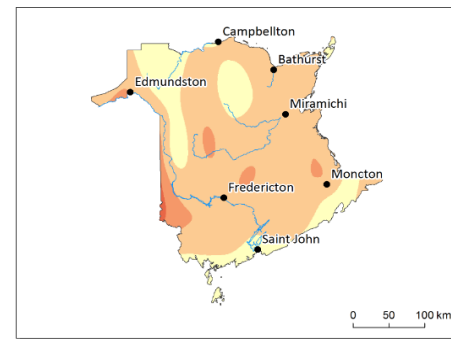 Campbellton
Bathurst
Edmundston
Miramichi
Moncton
Fredericton
Saint John
0 50 100 km